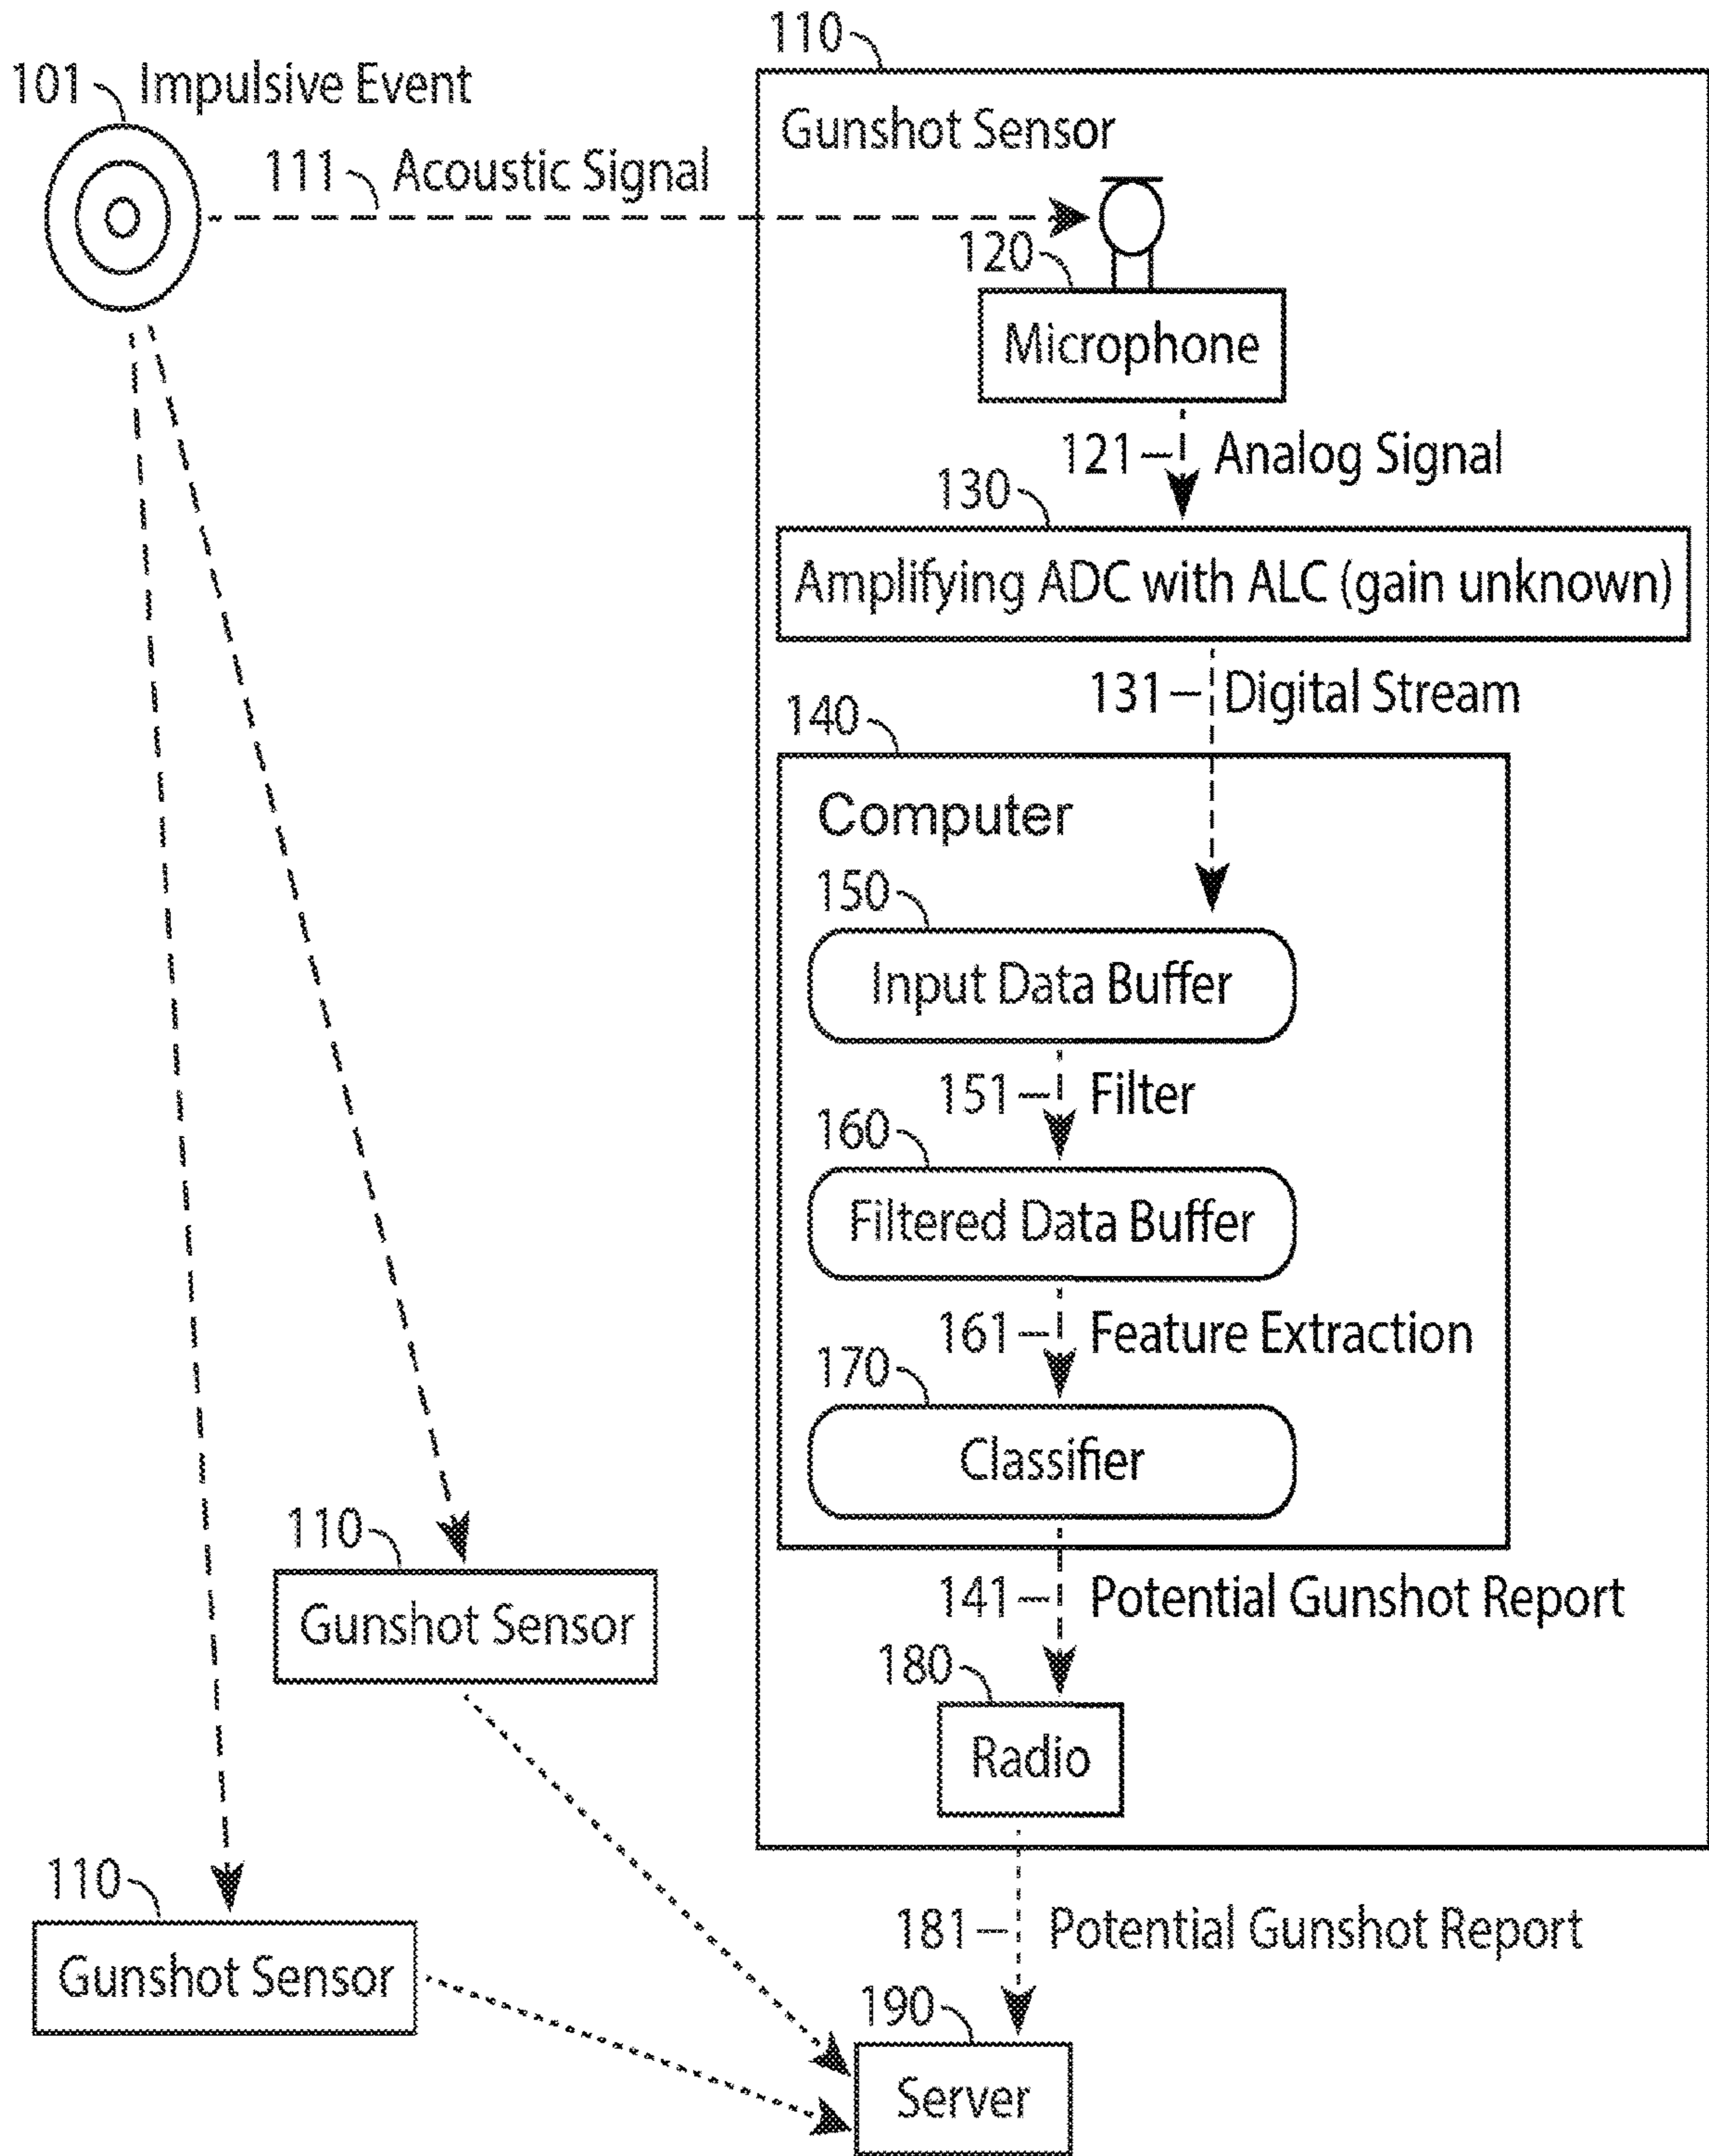 110
101 Impulsive Event
Gunshot Sensor
111 Acoustic Signal
120
Microphone
121 Analog Signal
130
Amplifying ADC with ALC (gain unknown)
131 Digital Stream
140
Computer
150
Input Data Buffer
151 Filter
160
Filtered Data Buffer
161 Feature Extraction
170
Classifier
110
Gunshot Sensor
141 Potential Gunshot Report
180
Radio
110
Gunshot Sensor
181 Potential Gunshot Report
190
Server